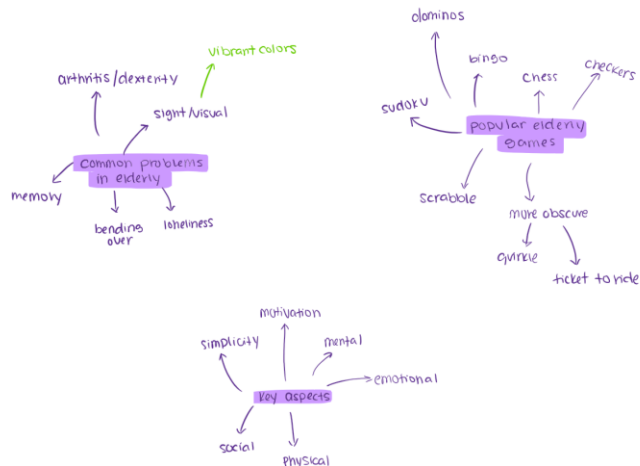 vibrant colors
arthritis/dexterity
sight/visual
common problems
in elderly
memory
bending
over
loneliness
dominos
bingo
chess
checkers
sudoku
popular elderly
games
scrabble
more obscure
qwirkle
ticket to ride
motivation
simplicity
mental
emotional
key aspects
social
physical